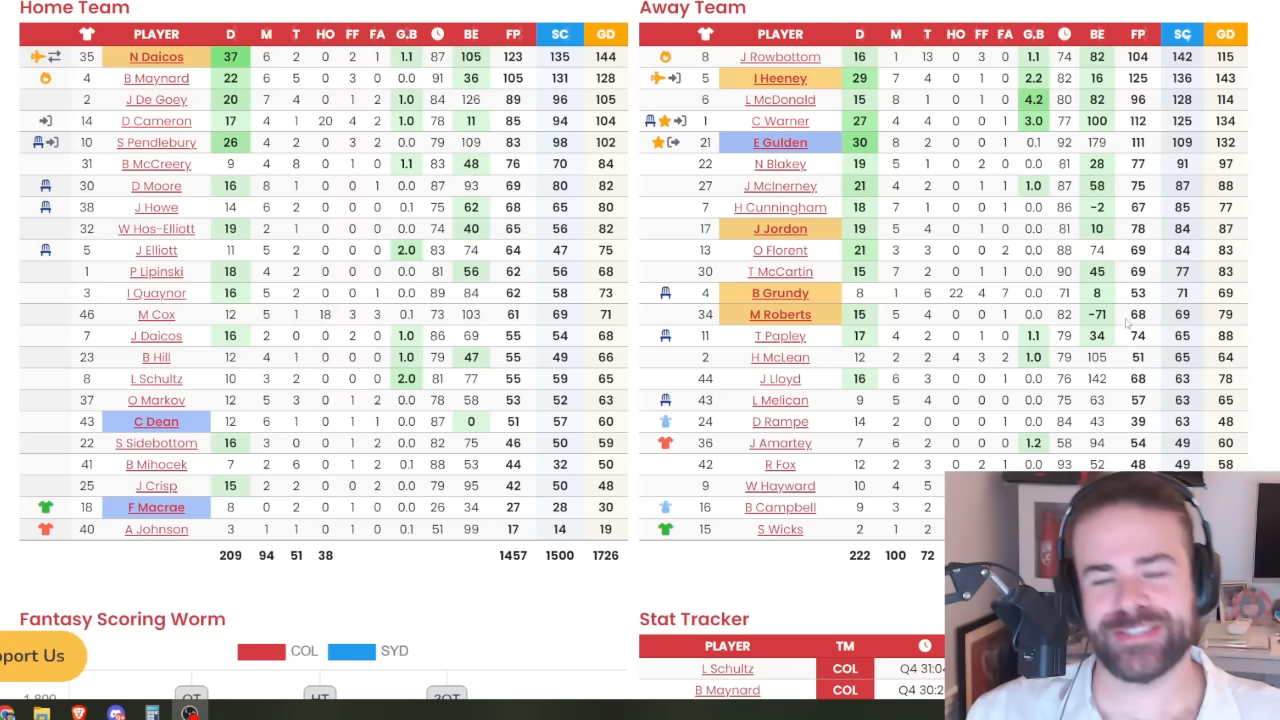 Home Team
PLAYER D M T HO FF FA G.B BE FP SC GD
35 N Daicos 37 6 2 0 2 1 1.1 87 105 123 135 144
4 B Maynard 22 6 5 0 3 0 0.0 91 36 105 131 128
2 J De Goey 20 7 4 0 1 2 1.0 84 126 89 96 105
14 D Cameron 17 4 1 20 4 2 1.0 78 11 85 94 104
10 S Pendlebury 26 4 2 0 3 2 0.0 79 109 83 98 102
31 B McCreery 9 4 8 0 1 1 1.1 83 48 76 70 84
30 D Moore 16 8 1 0 0 1 0.0 87 93 69 80 82
38 J Howe 14 6 2 0 0 0 0.1 75 62 68 65 80
32 W Hos-Elliott 19 2 1 0 0 0 0.0 74 40 65 56 82
5 J Elliott 11 5 2 0 0 0 2.0 83 74 64 47 75
1 P Lipinski 18 4 2 0 0 0 0.0 81 56 62 56 68
3 I Quaynor 16 5 2 0 0 1 0.0 89 84 62 58 73
46 M Cox 12 5 1 18 3 3 0.1 73 103 61 69 71
7 J Daicos 16 2 0 0 2 0 1.0 86 69 55 54 68
23 B Hill 12 4 1 0 0 0 1.0 79 47 55 49 66
8 L Schultz 10 3 2 0 0 0 2.0 81 77 55 59 65
37 O Markov 12 5 3 0 1 2 0.0 78 58 53 52 63
43 C Dean 12 6 1 0 1 1 0.0 87 0 51 57 60
22 S Sidebottom 16 3 0 0 1 2 0.0 82 75 46 50 59
41 B Mihocek 7 2 6 0 1 2 0.1 88 53 44 32 50
25 J Crisp 15 2 2 0 0 2 0.0 79 95 42 50 48
18 F Macrae 8 0 2 0 1 0 0.0 26 34 27 28 30
40 A Johnson 3 1 1 0 1 0 0.1 51 99 17 14 19
209 94 51 38 1457 1500 1726
Away Team
PLAYER D M T HO FF FA G.B BE FP SC GD
8 J Rowbottom 16 1 13 0 3 0 1.1 74 82 104 142 115
5 I Heeney 29 7 4 0 1 0 2.2 82 16 125 136 143
6 L McDonald 15 8 1 0 1 0 4.2 80 82 96 128 114
1 C Warner 27 4 4 0 0 1 3.0 77 100 112 125 134
21 E Gulden 30 8 2 0 0 1 0.1 92 179 111 109 132
22 N Blakey 19 5 1 0 2 0 0.0 81 28 77 91 97
27 J McInerney 21 4 2 0 1 1 1.0 87 58 75 87 88
7 H Cunningham 18 7 1 0 0 1 0.0 86 -2 67 85 77
17 J Jordon 19 5 4 0 1 1 0.0 81 10 78 84 87
13 O Florent 21 3 3 0 0 2 0.0 88 74 69 84 83
30 T McCartin 15 7 2 0 1 1 0.0 90 45 69 77 83
4 B Grundy 8 1 6 22 4 7 0.0 91 8 53 71 69
34 M Roberts 15 5 4 0 0 1 0.0 82 -71 68 69 79
11 T Papley 17 4 2 0 1 0 1.1 79 34 74 65 88
2 H McLean 12 2 2 4 3 2 1.0 79 105 51 65 64
44 J Lloyd 16 6 3 0 0 1 0.0 76 142 68 63 78
43 L Melican 9 5 4 0 0 0 0.0 75 63 57 63 65
24 D Rampe 14 2 0 0 0 1 0.0 84 43 39 63 48
36 J Amartey 7 6 2 0 0 0 1.2 58 94 54 49 60
42 R Fox 12 2 3 0 2 1 0.0 93 52 48 49 58
9 W Hayward 10 4 5
16 B Campbell 9 3 2
15 S Wicks 2 1 2
222 100 72
Fantasy Scoring Worm
COL SYD
QT HT 3QT
Stat Tracker
PLAYER TM
L Schultz COL Q4 31:04
B Maynard COL Q4 30:2
port Us